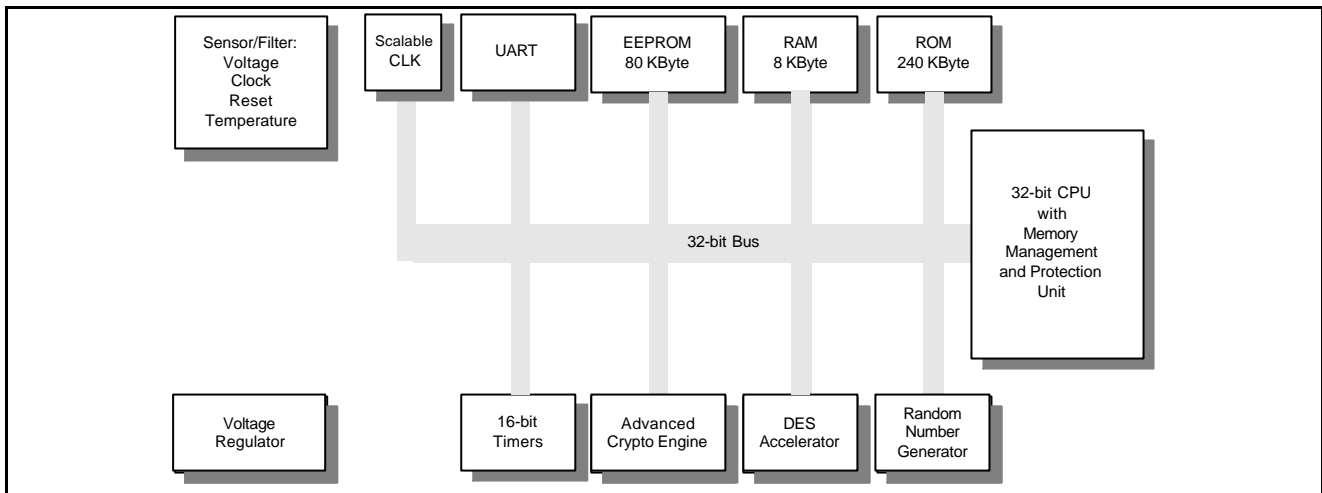 Sensor/Filter:
Voltage
Clock
Reset
Temperature
Scalable
CLK
UART
EEPROM
80 KByte
RAM
8 KByte
ROM
240 KByte
32-bit CPU
with
Memory
Management
and Protection
Unit
32-bit Bus
Voltage
Regulator
16-bit
Timers
Advanced
Crypto Engine
DES
Accelerator
Random
Number
Generator